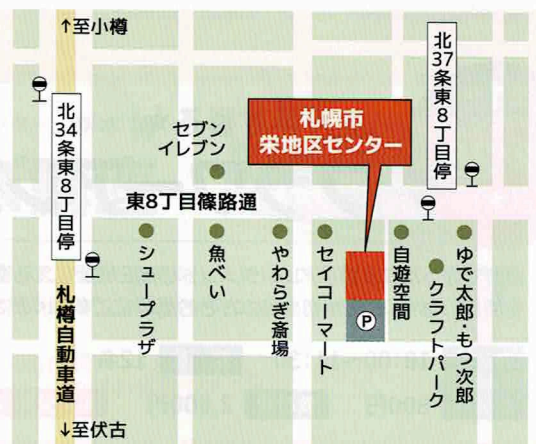 ↑至小樽
北34条東8丁目停
札樽自動車道
↓至伏古
セブン
イレブン
東8丁目篠路通
シュープラザ
魚べい
やわらぎ斎場
セイコーマート
札幌市
栄地区センター
P
自遊空間
クラフトパーク
ゆで太郎・もつ次郎
北37条東8丁目停